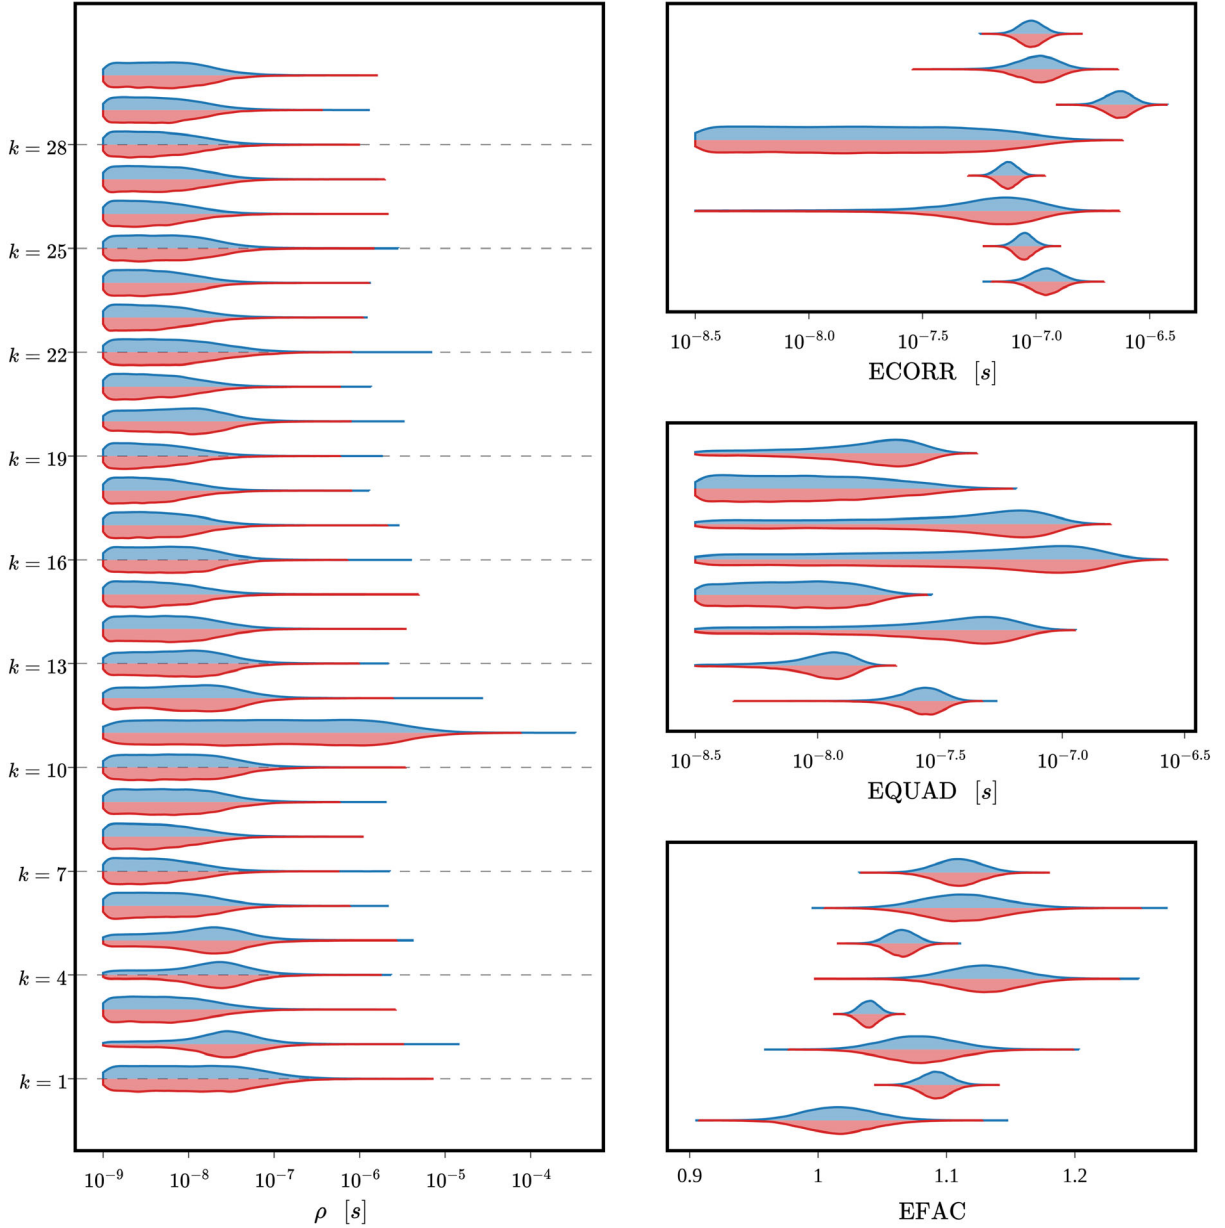 k = 28
k = 25
k = 22
k = 19
k = 16
k = 13
k = 10
k = 7
k = 4
k = 1
10⁻⁹ 10⁻⁸ 10⁻⁷ 10⁻⁶ 10⁻⁵ 10⁻⁴
ρ [s]
10⁻⁸·⁵ 10⁻⁸·⁰ 10⁻⁷·⁵ 10⁻⁷·⁰ 10⁻⁶·⁵
ECORR [s]
10⁻⁸·⁵ 10⁻⁸·⁰ 10⁻⁷·⁵ 10⁻⁷·⁰ 10⁻⁶·⁵
EQUAD [s]
0.9 1 1.1 1.2
EFAC